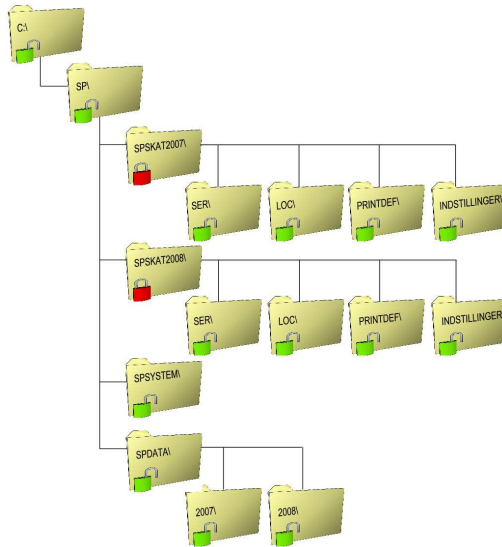 C:\
SP\
SPSKAT2007\
SER\
LOC\
PRINTDEF\
INDSTILLINGER\
SPSKAT2008\
SER\
LOC\
PRINTDEF\
INDSTILLINGER
SPSYSTEM\
SPDATA\
2007\
2008\